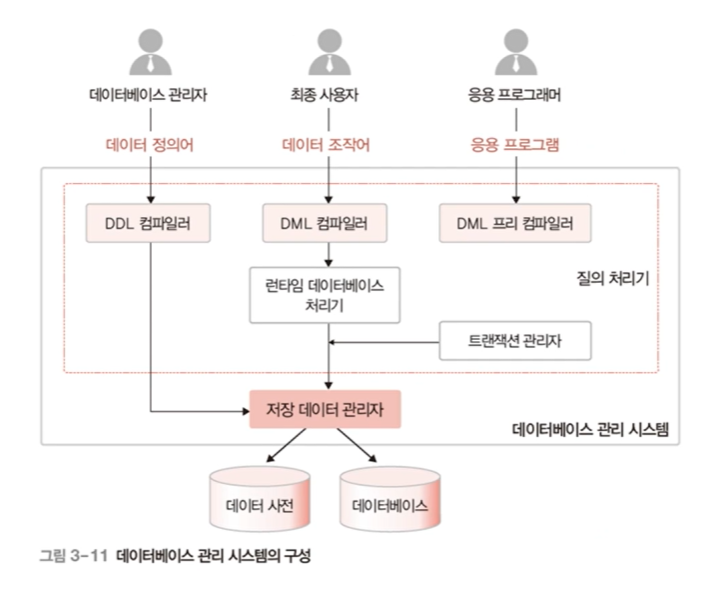 데이터베이스 관리자
최종 사용자
응용 프로그래머
데이터 정의어
데이터 조작어
응용 프로그램
DDL 컴파일러
DML 컴파일러
DML 프리 컴파일러
런타임 데이터베이스
처리기
질의 처리기
트랜잭션 관리자
저장 데이터 관리자
데이터베이스 관리 시스템
데이터 사전
데이터베이스
그림 3-11 데이터베이스 관리 시스템의 구성